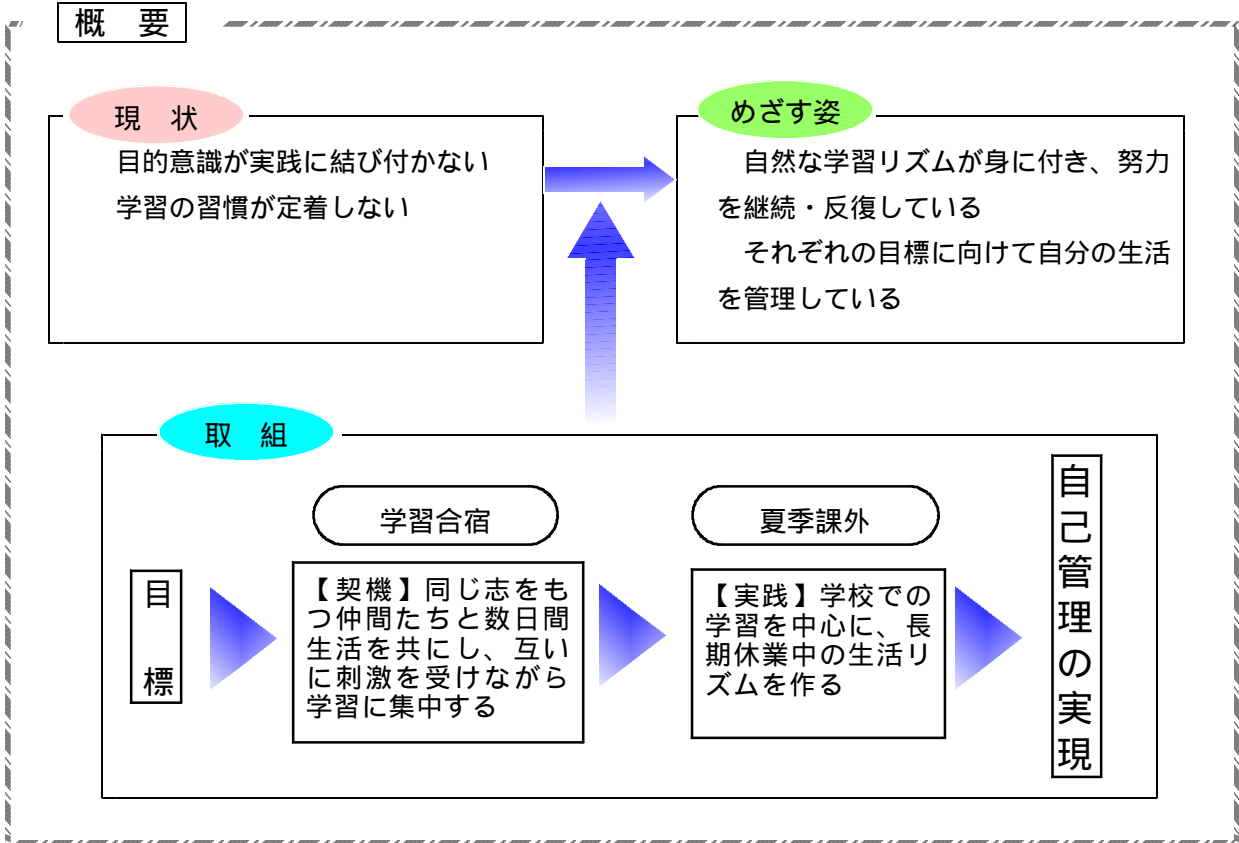 概　要
現　状
目的意識が実践に結び付かない
学習の習慣が定着しない
めざす姿
自然な学習リズムが身に付き、努力
を継続・反復している
それぞれの目標に向けて自分の生活
を管理している
取　組
目　標
学習合宿
【契機】同じ志をも
つ仲間たちと数日間
生活を共にし、互い
に刺激を受けながら
学習に集中する
夏季課外
【実践】学校での
学習を中心に、長
期休業中の生活リ
ズムを作る
自己管理の実現